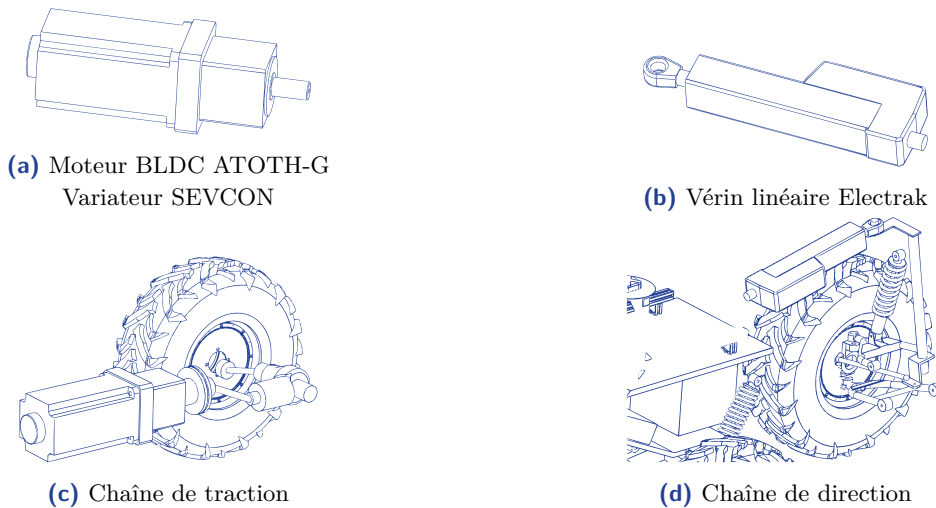 (a) Moteur BLDC ATOTH-G
Variateur SEVCON
(b) Vérin linéaire Electrak
(c) Chaîne de traction
(d) Chaîne de direction